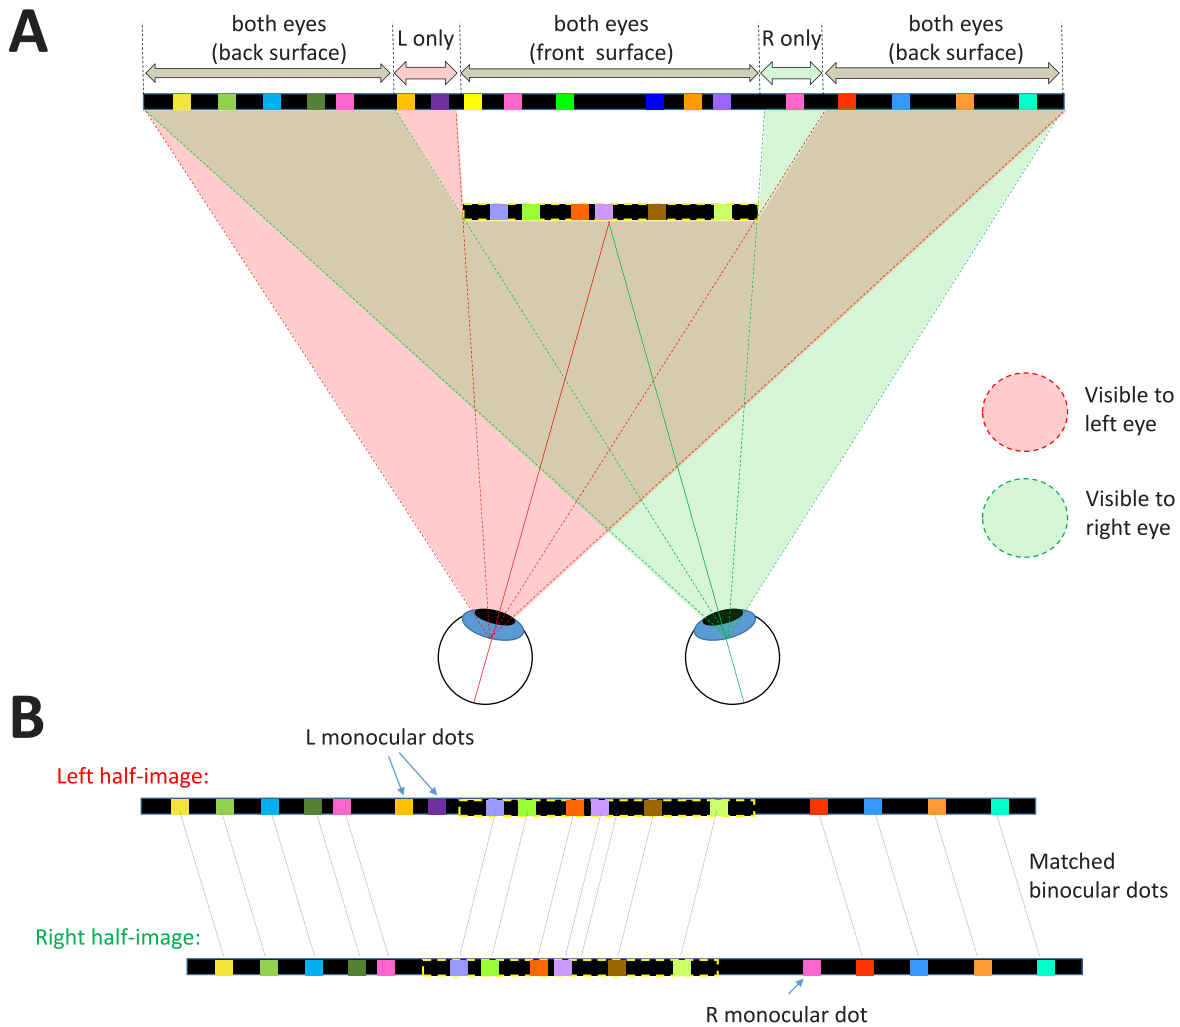 A
both eyes
(back surface)
L only
both eyes
(front surface)
R only
both eyes
(back surface)
Visible to
left eye
Visible to
right eye
B
L monocular dots
Left half-image:
Matched
binocular dots
Right half-image:
R monocular dot